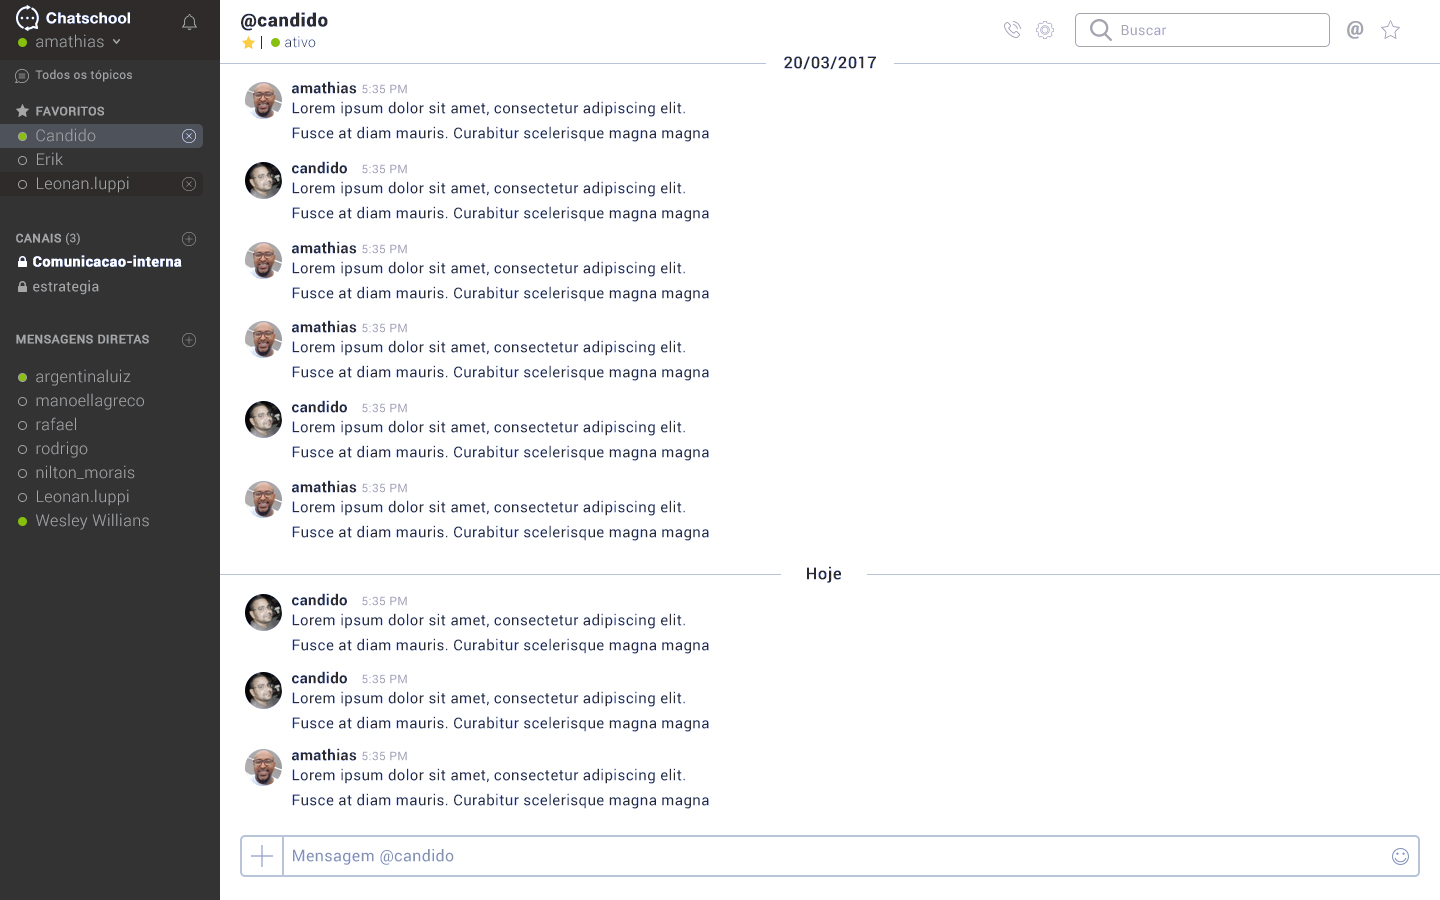 Chatschool
amathias
Todos os tópicos
FAVORITOS
Candido
Erik
Leonan.luppi
CANAIS (3)
Comunicacao-interna
estrategia
MENSAGENS DIRETAS
argentinaluiz
manoellagreco
rafael
rodrigo
nilton_morais
Leonan.luppi
Wesley Willians
@candido
| ativo
Buscar
@
20/03/2017
amathias 5:35 PM
Lorem ipsum dolor sit amet, consectetur adipiscing elit.
Fusce at diam mauris. Curabitur scelerisque magna magna
candido 5:35 PM
Lorem ipsum dolor sit amet, consectetur adipiscing elit.
Fusce at diam mauris. Curabitur scelerisque magna magna
amathias 5:35 PM
Lorem ipsum dolor sit amet, consectetur adipiscing elit.
Fusce at diam mauris. Curabitur scelerisque magna magna
amathias 5:35 PM
Lorem ipsum dolor sit amet, consectetur adipiscing elit.
Fusce at diam mauris. Curabitur scelerisque magna magna
candido 5:35 PM
Lorem ipsum dolor sit amet, consectetur adipiscing elit.
Fusce at diam mauris. Curabitur scelerisque magna magna
amathias 5:35 PM
Lorem ipsum dolor sit amet, consectetur adipiscing elit.
Fusce at diam mauris. Curabitur scelerisque magna magna
Hoje
candido 5:35 PM
Lorem ipsum dolor sit amet, consectetur adipiscing elit.
Fusce at diam mauris. Curabitur scelerisque magna magna
candido 5:35 PM
Lorem ipsum dolor sit amet, consectetur adipiscing elit.
Fusce at diam mauris. Curabitur scelerisque magna magna
amathias 5:35 PM
Lorem ipsum dolor sit amet, consectetur adipiscing elit.
Fusce at diam mauris. Curabitur scelerisque magna magna
Mensagem @candido